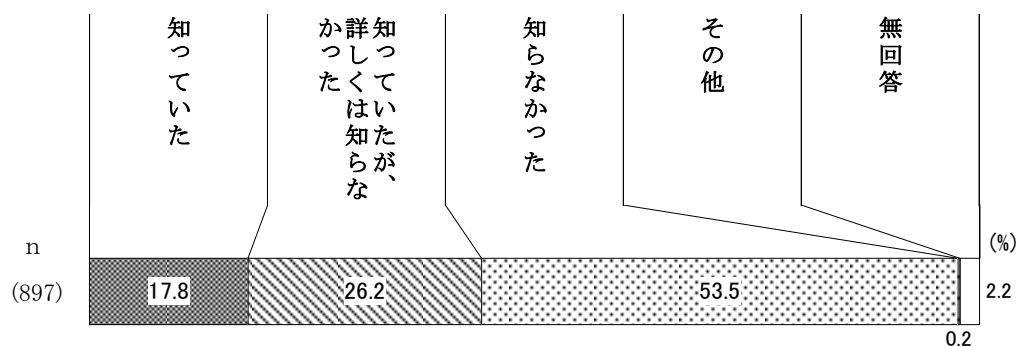 知っていた
知っていたが、
詳しくは知らな
かった
知らなかった
その他
無回答
(%)
n
(897)
17.8
26.2
53.5
2.2
0.2